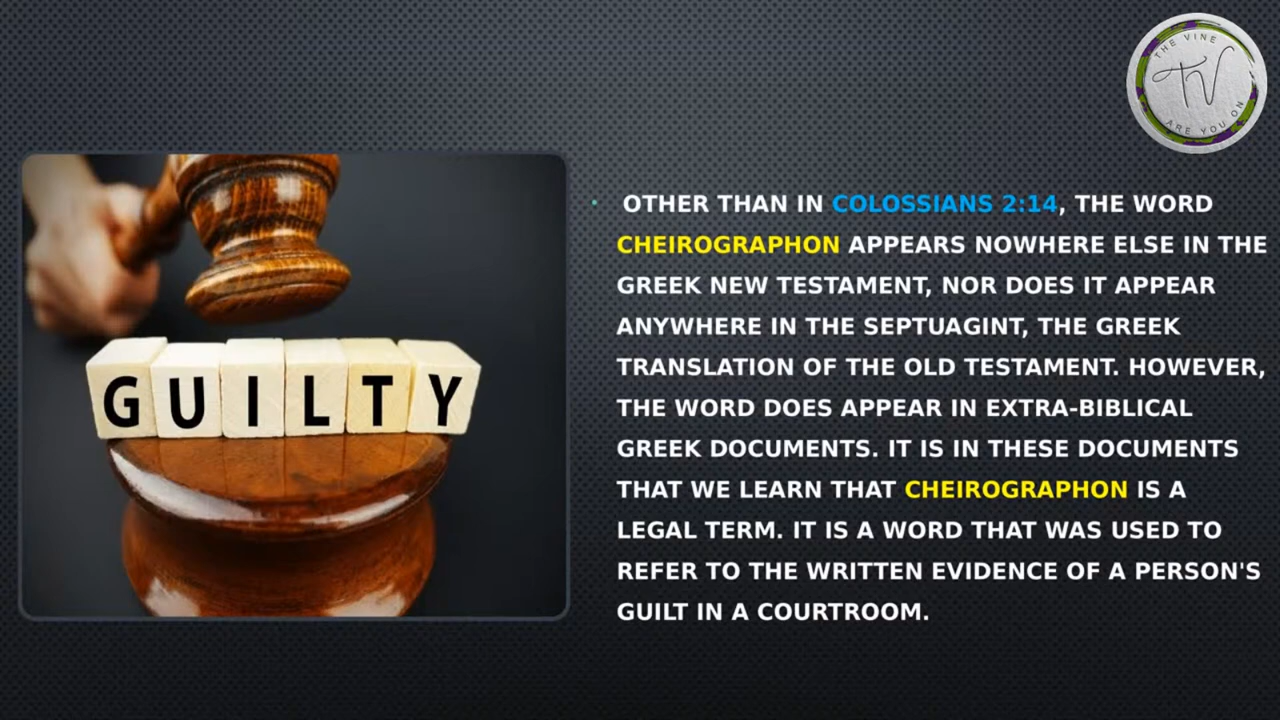 THE VINE
TV
ARE YOU ON
GUILTY
• OTHER THAN IN COLOSSIANS 2:14, THE WORD
CHEIROGRAPHON APPEARS NOWHERE ELSE IN THE
GREEK NEW TESTAMENT, NOR DOES IT APPEAR
ANYWHERE IN THE SEPTUAGINT, THE GREEK
TRANSLATION OF THE OLD TESTAMENT. HOWEVER,
THE WORD DOES APPEAR IN EXTRA-BIBLICAL
GREEK DOCUMENTS. IT IS IN THESE DOCUMENTS
THAT WE LEARN THAT CHEIROGRAPHON IS A
LEGAL TERM. IT IS A WORD THAT WAS USED TO
REFER TO THE WRITTEN EVIDENCE OF A PERSON'S
GUILT IN A COURTROOM.